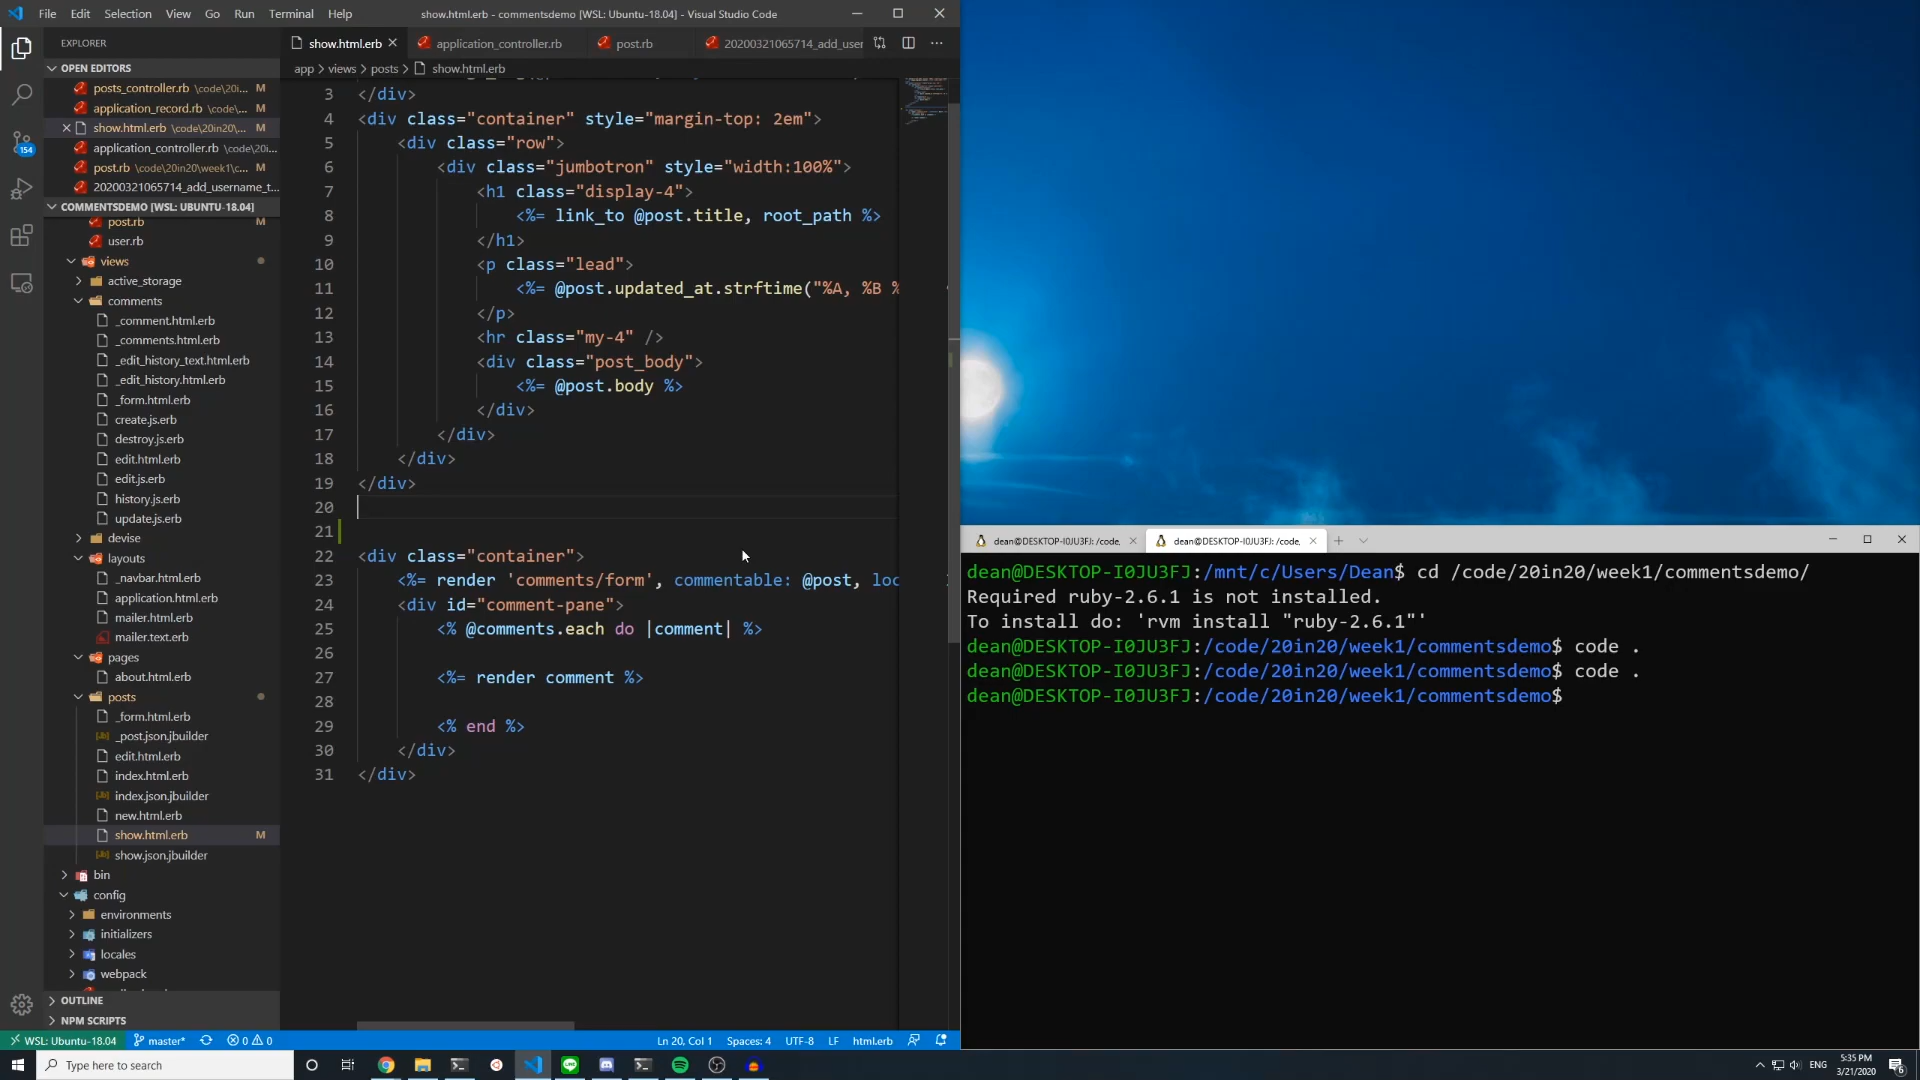 File Edit Selection View Go Run Terminal Help
show.html.erb - commentsdemo [WSL: Ubuntu-18.04] - Visual Studio Code
EXPLORER
OPEN EDITORS
posts_controller.rb \code\20i... M
application_record.rb \code\... M
show.html.erb \code\20in20\... M
application_controller.rb \code\20i...
post.rb \code\20in20\week1\c... M
20200321065714_add_username_t...
COMMENTSDEMO [WSL: UBUNTU-18.04]
post.rb M
user.rb
views
active_storage
comments
_comment.html.erb
_comments.html.erb
_edit_history_text.html.erb
_edit_history.html.erb
_form.html.erb
create.js.erb
destroy.js.erb
edit.html.erb
edit.js.erb
history.js.erb
update.js.erb
devise
layouts
_navbar.html.erb
application.html.erb
mailer.html.erb
mailer.text.erb
pages
about.html.erb
posts
_form.html.erb
_post.json.jbuilder
edit.html.erb
index.html.erb
index.json.jbuilder
new.html.erb
show.html.erb M
show.json.jbuilder
bin
config
environments
initializers
locales
webpack
OUTLINE
NPM SCRIPTS
154
show.html.erb application_controller.rb post.rb 20200321065714_add_user
app > views > posts > show.html.erb
3 </div>
4 <div class="container" style="margin-top: 2em">
5 <div class="row">
6 <div class="jumbotron" style="width:100%">
7 <h1 class="display-4">
8 <%= link_to @post.title, root_path %>
9 </h1>
10 <p class="lead">
11 <%= @post.updated_at.strftime("%A, %B %
12 </p>
13 <hr class="my-4" />
14 <div class="post_body">
15 <%= @post.body %>
16 </div>
17 </div>
18 </div>
19 </div>
20
21
22 <div class="container">
23 <%= render 'comments/form', commentable: @post, loc
24 <div id="comment-pane">
25 <% @comments.each do |comment| %>
26
27 <%= render comment %>
28
29 <% end %>
30 </div>
31 </div>
dean@DESKTOP-I0JU3FJ: /code, dean@DESKTOP-I0JU3FJ: /code,
dean@DESKTOP-I0JU3FJ:/mnt/c/Users/Dean$ cd /code/20in20/week1/commentsdemo/
Required ruby-2.6.1 is not installed.
To install do: 'rvm install "ruby-2.6.1"'
dean@DESKTOP-I0JU3FJ:/code/20in20/week1/commentsdemo$ code .
dean@DESKTOP-I0JU3FJ:/code/20in20/week1/commentsdemo$ code .
dean@DESKTOP-I0JU3FJ:/code/20in20/week1/commentsdemo$
WSL: Ubuntu-18.04 master* 0 0 Ln 20, Col 1 Spaces: 4 UTF-8 LF html.erb
Type here to search
ENG 5:35 PM
3/21/2020
6